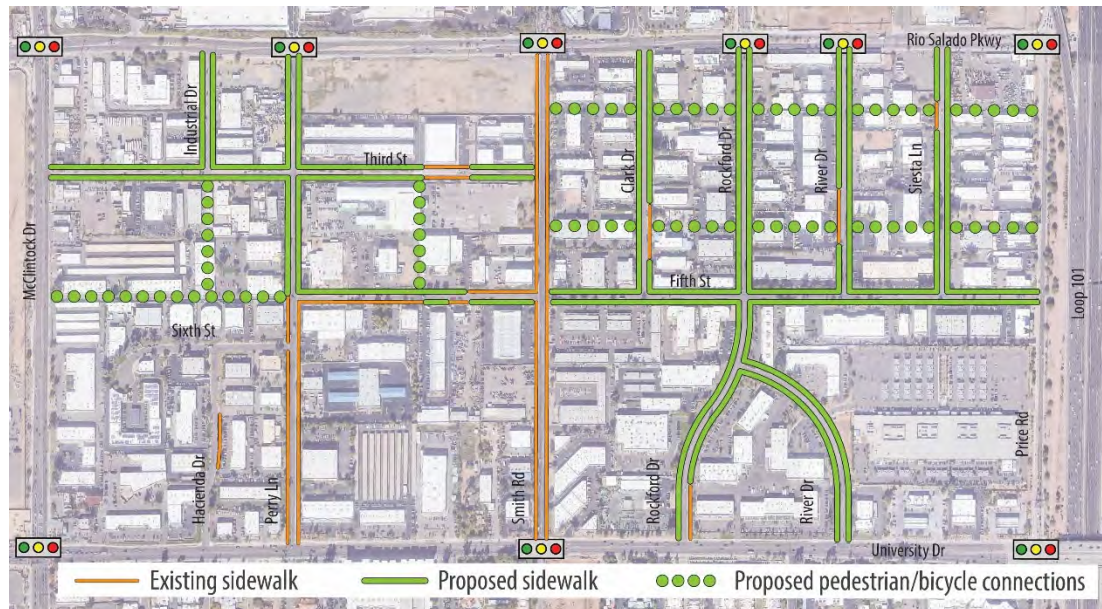 Rio Salado Pkwy
Industrial Dr
Third St
Clark Dr
Rockford Dr
River Dr
Siesta Ln
McClintock Dr
Fifth St
Loop 101
Sixth St
Hacienda Dr
Perry Ln
Smith Rd
Rockford Dr
River Dr
Price Rd
University Dr
Existing sidewalk
Proposed sidewalk
Proposed pedestrian/bicycle connections